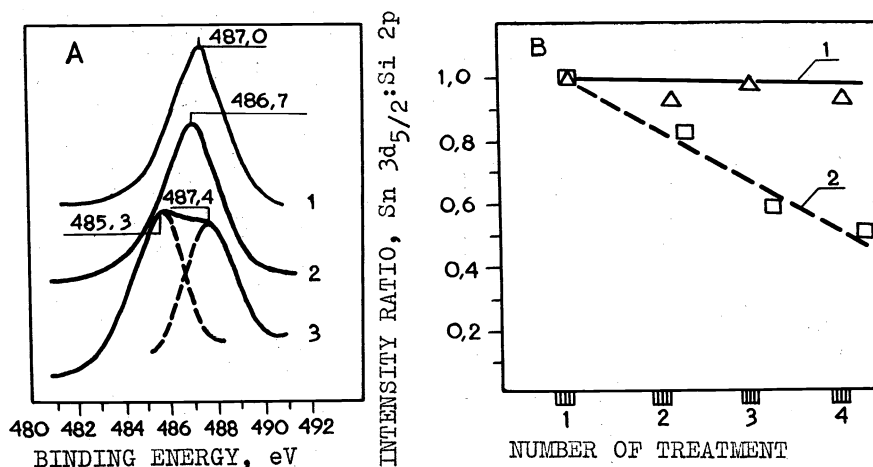 A
487,0
486,7
487,4
485,3
1
2
3
480 482 484 486 488 490 492
BINDING ENERGY, eV
INTENSITY RATIO, Sn 3d5/2:Si 2p
B
1
1,0
0,8
2
0,6
0,4
0,2
1 2 3 4
NUMBER OF TREATMENT